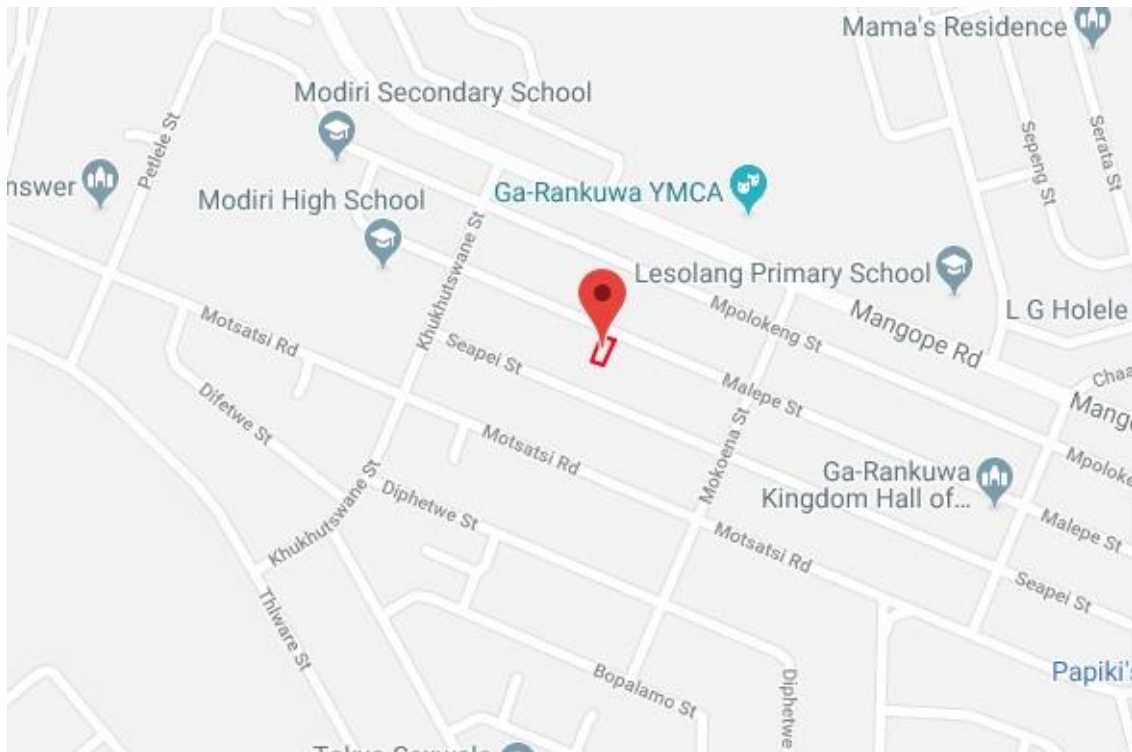 Mama's Residence
Modiri Secondary School
Petlele St
Serata St
Sepeng St
nswer
Ga-Rankuwa YMCA
Modiri High School
Khukhutswane St
Lesolang Primary School
Mpolokeng St
Mangope Rd
L G Holele
Motsatsi Rd
Seapei St
Chaa
Malepe St
Mango
Difetwe St
Motsatsi Rd
Mokoena St
Mpoloke
Ga-Rankuwa
Kingdom Hall of...
Diphetwe St
Khukhutswane St
Malepe St
Motsatsi Rd
Seapei St
Thlware St
Papiki's
Bopalamo St
Diphetwe